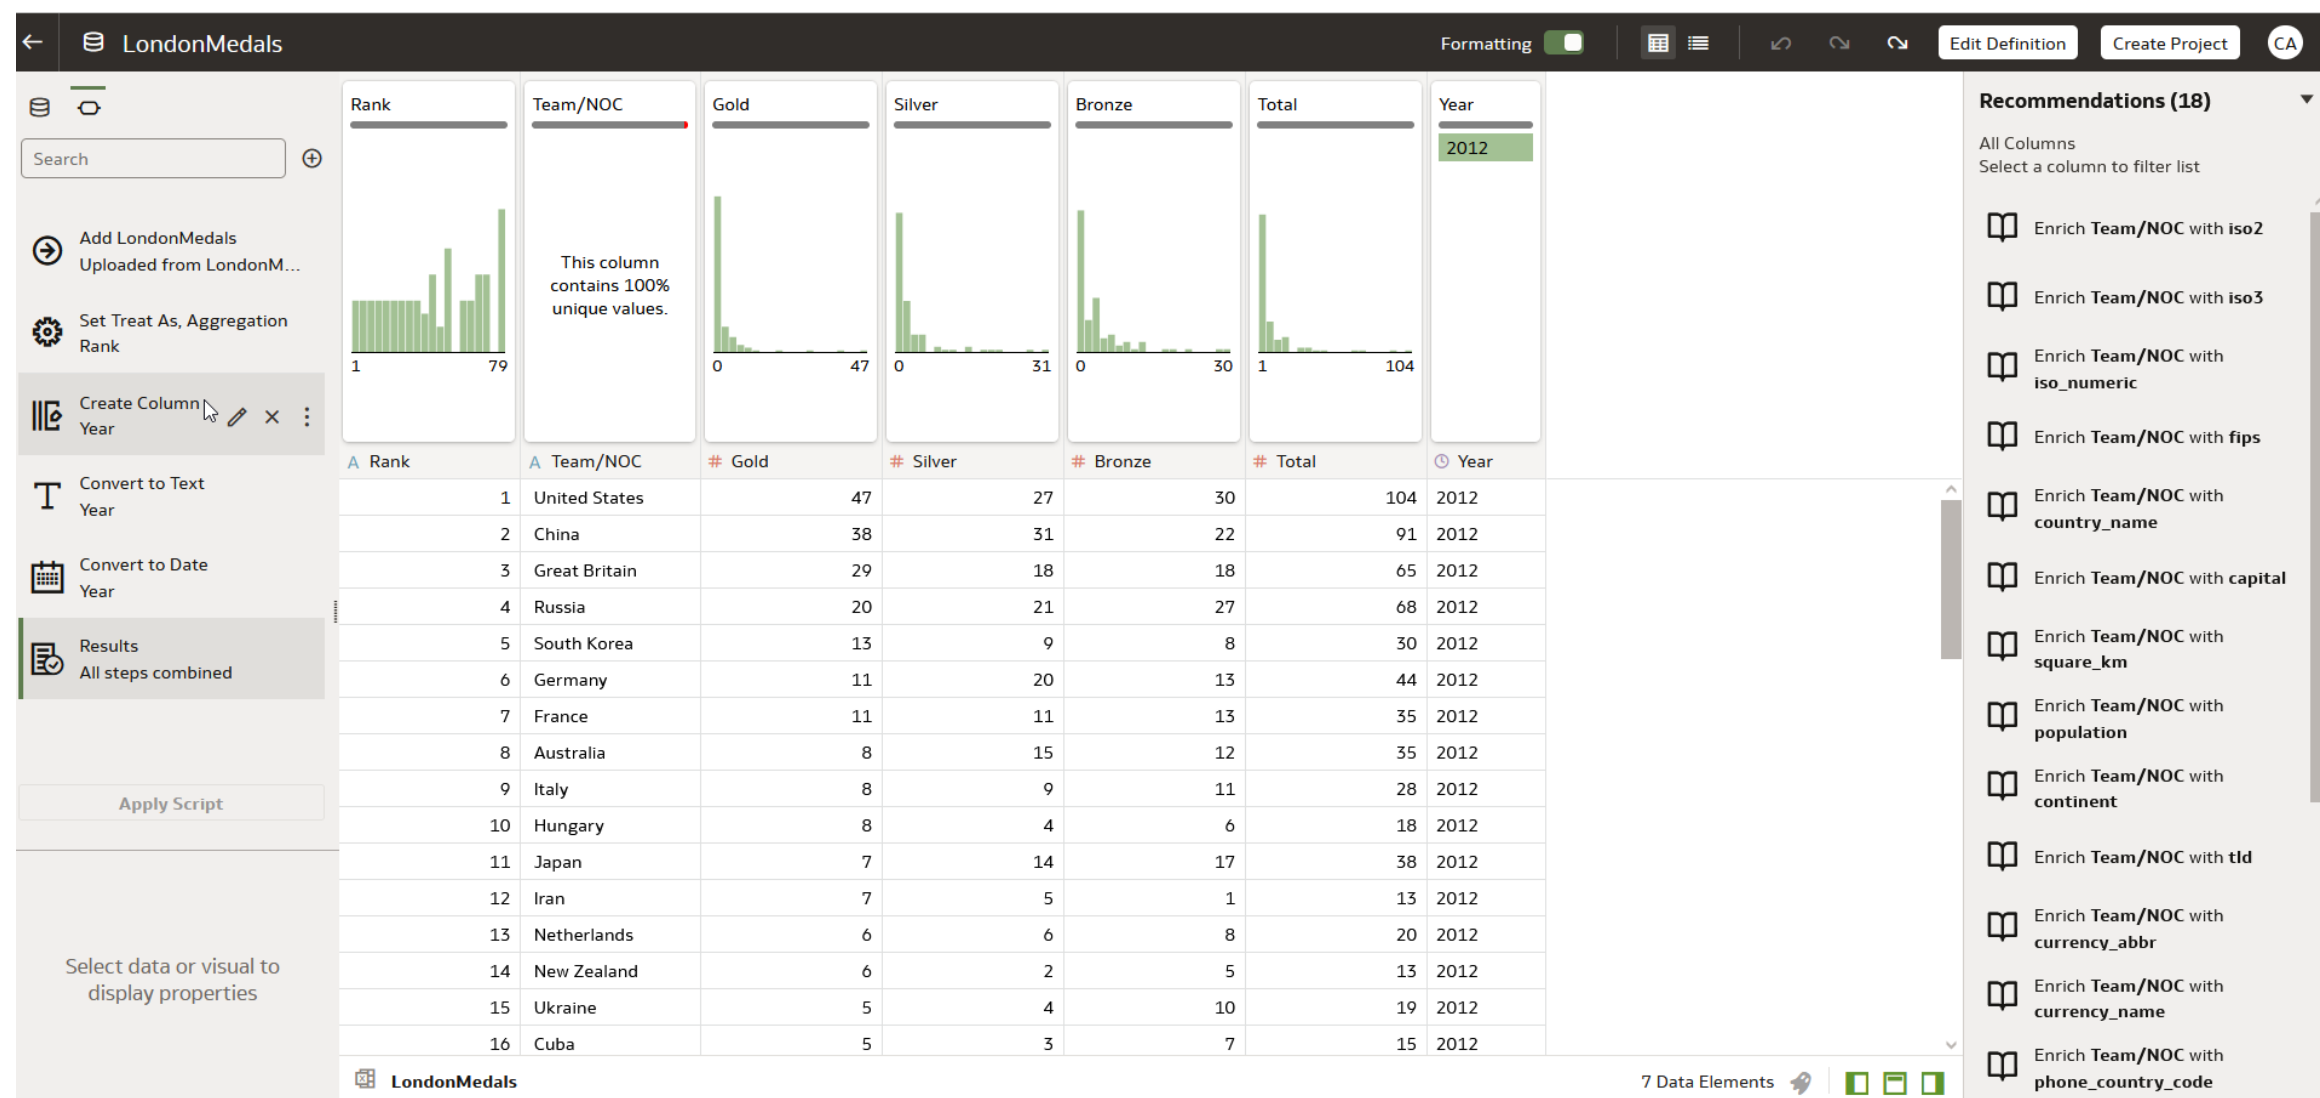 LondonMedals
Formatting
Edit Definition
Create Project
CA
Search
Add LondonMedals
Uploaded from LondonM...
Set Treat As, Aggregation
Rank
Create Column
Year
Convert to Text
Year
Convert to Date
Year
Results
All steps combined
Apply Script
Select data or visual to
display properties
Rank Team/NOC Gold Silver Bronze Total Year
2012
This column
contains 100%
unique values.
1 79 0 47 0 31 0 30 1 104
A Rank A Team/NOC # Gold # Silver # Bronze # Total Year
1 United States 47 27 30 104 2012
2 China 38 31 22 91 2012
3 Great Britain 29 18 18 65 2012
4 Russia 20 21 27 68 2012
5 South Korea 13 9 8 30 2012
6 Germany 11 20 13 44 2012
7 France 11 11 13 35 2012
8 Australia 8 15 12 35 2012
9 Italy 8 9 11 28 2012
10 Hungary 8 4 6 18 2012
11 Japan 7 14 17 38 2012
12 Iran 7 5 1 13 2012
13 Netherlands 6 6 8 20 2012
14 New Zealand 6 2 5 13 2012
15 Ukraine 5 4 10 19 2012
16 Cuba 5 3 7 15 2012
LondonMedals
7 Data Elements
Recommendations (18)
All Columns
Select a column to filter list
Enrich Team/NOC with iso2
Enrich Team/NOC with iso3
Enrich Team/NOC with
iso_numeric
Enrich Team/NOC with fips
Enrich Team/NOC with
country_name
Enrich Team/NOC with capital
Enrich Team/NOC with
square_km
Enrich Team/NOC with
population
Enrich Team/NOC with
continent
Enrich Team/NOC with tld
Enrich Team/NOC with
currency_abbr
Enrich Team/NOC with
currency_name
Enrich Team/NOC with
phone_country_code